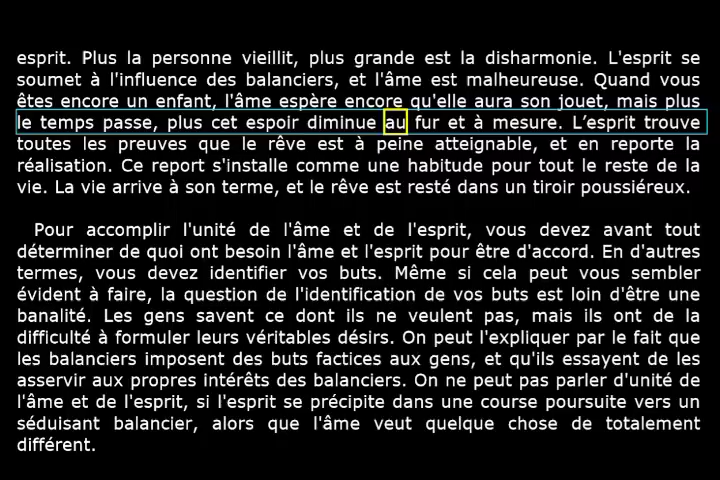 esprit. Plus la personne vieillit, plus grande est la disharmonie. L'esprit se
soumet à l'influence des balanciers, et l'âme est malheureuse. Quand vous
êtes encore un enfant, l'âme espère encore qu'elle aura son jouet, mais plus
le temps passe, plus cet espoir diminue au fur et à mesure. L’esprit trouve
toutes les preuves que le rêve est à peine atteignable, et en reporte la
réalisation. Ce report s'installe comme une habitude pour tout le reste de la
vie. La vie arrive à son terme, et le rêve est resté dans un tiroir poussiéreux.
Pour accomplir l'unité de l'âme et de l'esprit, vous devez avant tout
déterminer de quoi ont besoin l'âme et l'esprit pour être d'accord. En d'autres
termes, vous devez identifier vos buts. Même si cela peut vous sembler
évident à faire, la question de l'identification de vos buts est loin d'être une
banalité. Les gens savent ce dont ils ne veulent pas, mais ils ont de la
difficulté à formuler leurs véritables désirs. On peut l'expliquer par le fait que
les balanciers imposent des buts factices aux gens, et qu'ils essayent de les
asservir aux propres intérêts des balanciers. On ne peut pas parler d'unité de
l'âme et de l'esprit, si l'esprit se précipite dans une course poursuite vers un
séduisant balancier, alors que l'âme veut quelque chose de totalement
différent.